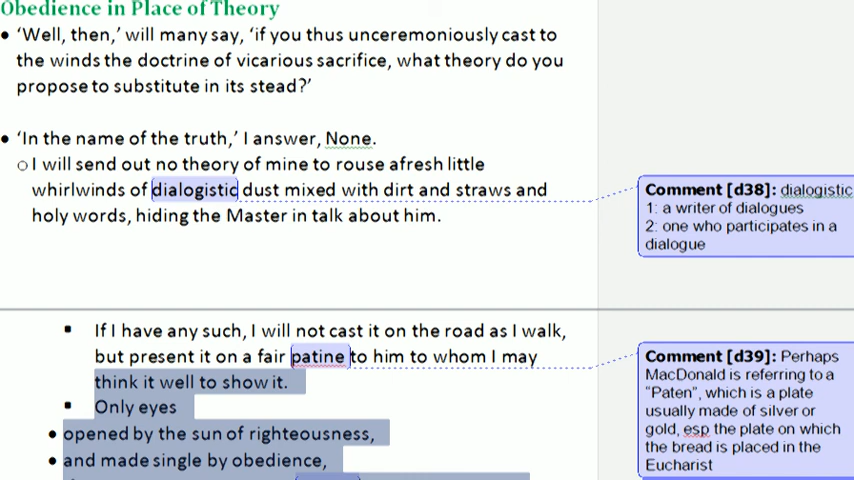 Obedience in Place of Theory
• ‘Well, then,’ will many say, ‘if you thus unceremoniously cast to
the winds the doctrine of vicarious sacrifice, what theory do you
propose to substitute in its stead?’
• ‘In the name of the truth,’ I answer, None.
o I will send out no theory of mine to rouse afresh little
whirlwinds of dialogistic dust mixed with dirt and straws and
holy words, hiding the Master in talk about him.
▪ If I have any such, I will not cast it on the road as I walk,
but present it on a fair patine to him to whom I may
think it well to show it.
▪ Only eyes
• opened by the sun of righteousness,
• and made single by obedience,
Comment [d38]: dialogistic
1: a writer of dialogues
2: one who participates in a
dialogue
Comment [d39]: Perhaps
MacDonald is referring to a
“Paten”, which is a plate
usually made of silver or
gold, esp the plate on which
the bread is placed in the
Eucharist